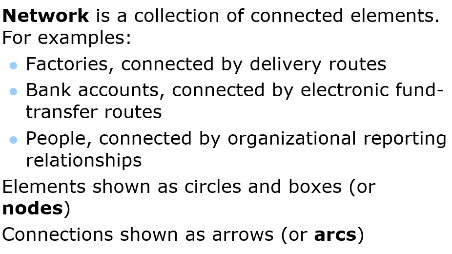 Network is a collection of connected elements.
For examples:
Factories, connected by delivery routes
Bank accounts, connected by electronic fund-
transfer routes
People, connected by organizational reporting
relationships
Elements shown as circles and boxes (or
nodes)
Connections shown as arrows (or arcs)